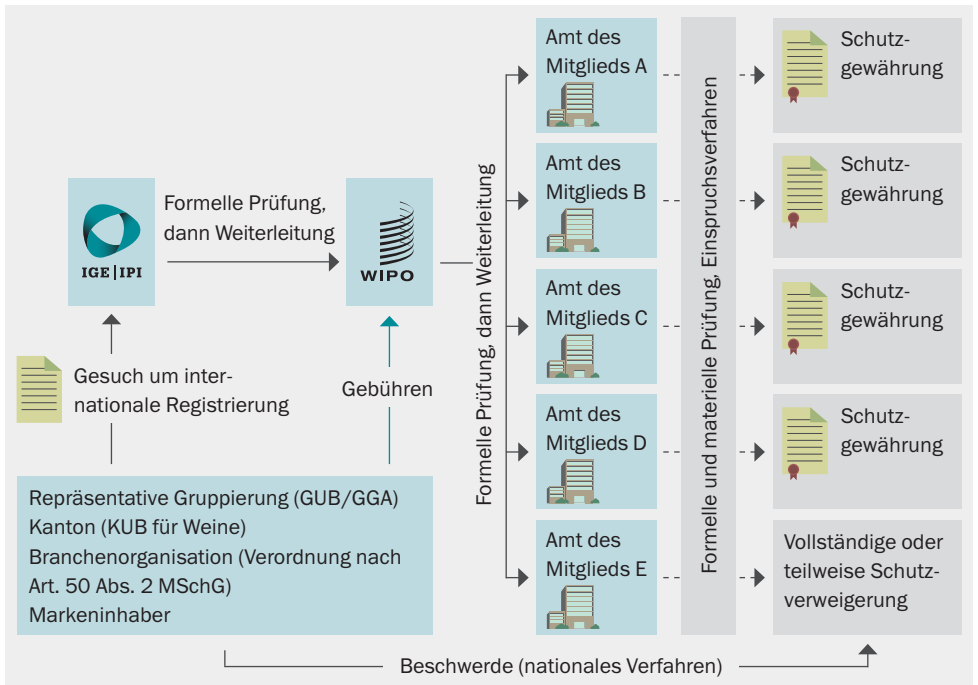 Formelle Prüfung,
dann Weiterleitung
IGE|IPI
WIPO
Gesuch um inter-
nationale Registrierung
Gebühren
Repräsentative Gruppierung (GUB/GGA)
Kanton (KUB für Weine)
Branchenorganisation (Verordnung nach
Art. 50 Abs. 2 MSchG)
Markeninhaber
Formelle Prüfung, dann Weiterleitung
Amt des
Mitglieds A
Amt des
Mitglieds B
Amt des
Mitglieds C
Amt des
Mitglieds D
Amt des
Mitglieds E
Formelle und materielle Prüfung, Einspruchsverfahren
Schutz-
gewährung
Schutz-
gewährung
Schutz-
gewährung
Schutz-
gewährung
Vollständige oder
teilweise Schutz-
verweigerung
Beschwerde (nationales Verfahren)